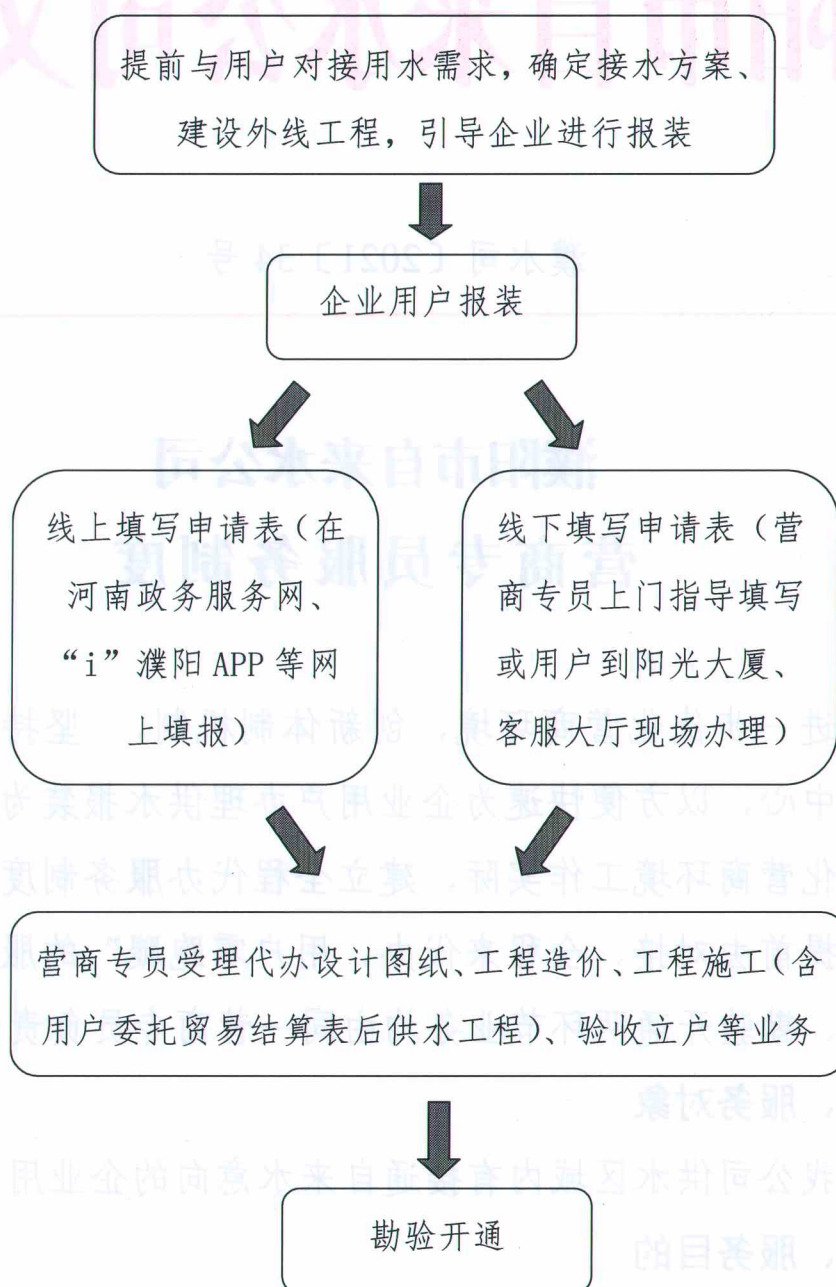 提前与用户对接用水需求，确定接水方案、
建设外线工程，引导企业进行报装
企业用户报装
线上填写申请表（在
河南政务服务网、
“i”濮阳 APP 等网
上填报）
线下填写申请表（营
商专员上门指导填写
或用户到阳光大厦、
客服大厅现场办理）
营商专员受理代办设计图纸、工程造价、工程施工（含
用户委托贸易结算表后供水工程）、验收立户等业务
勘验开通